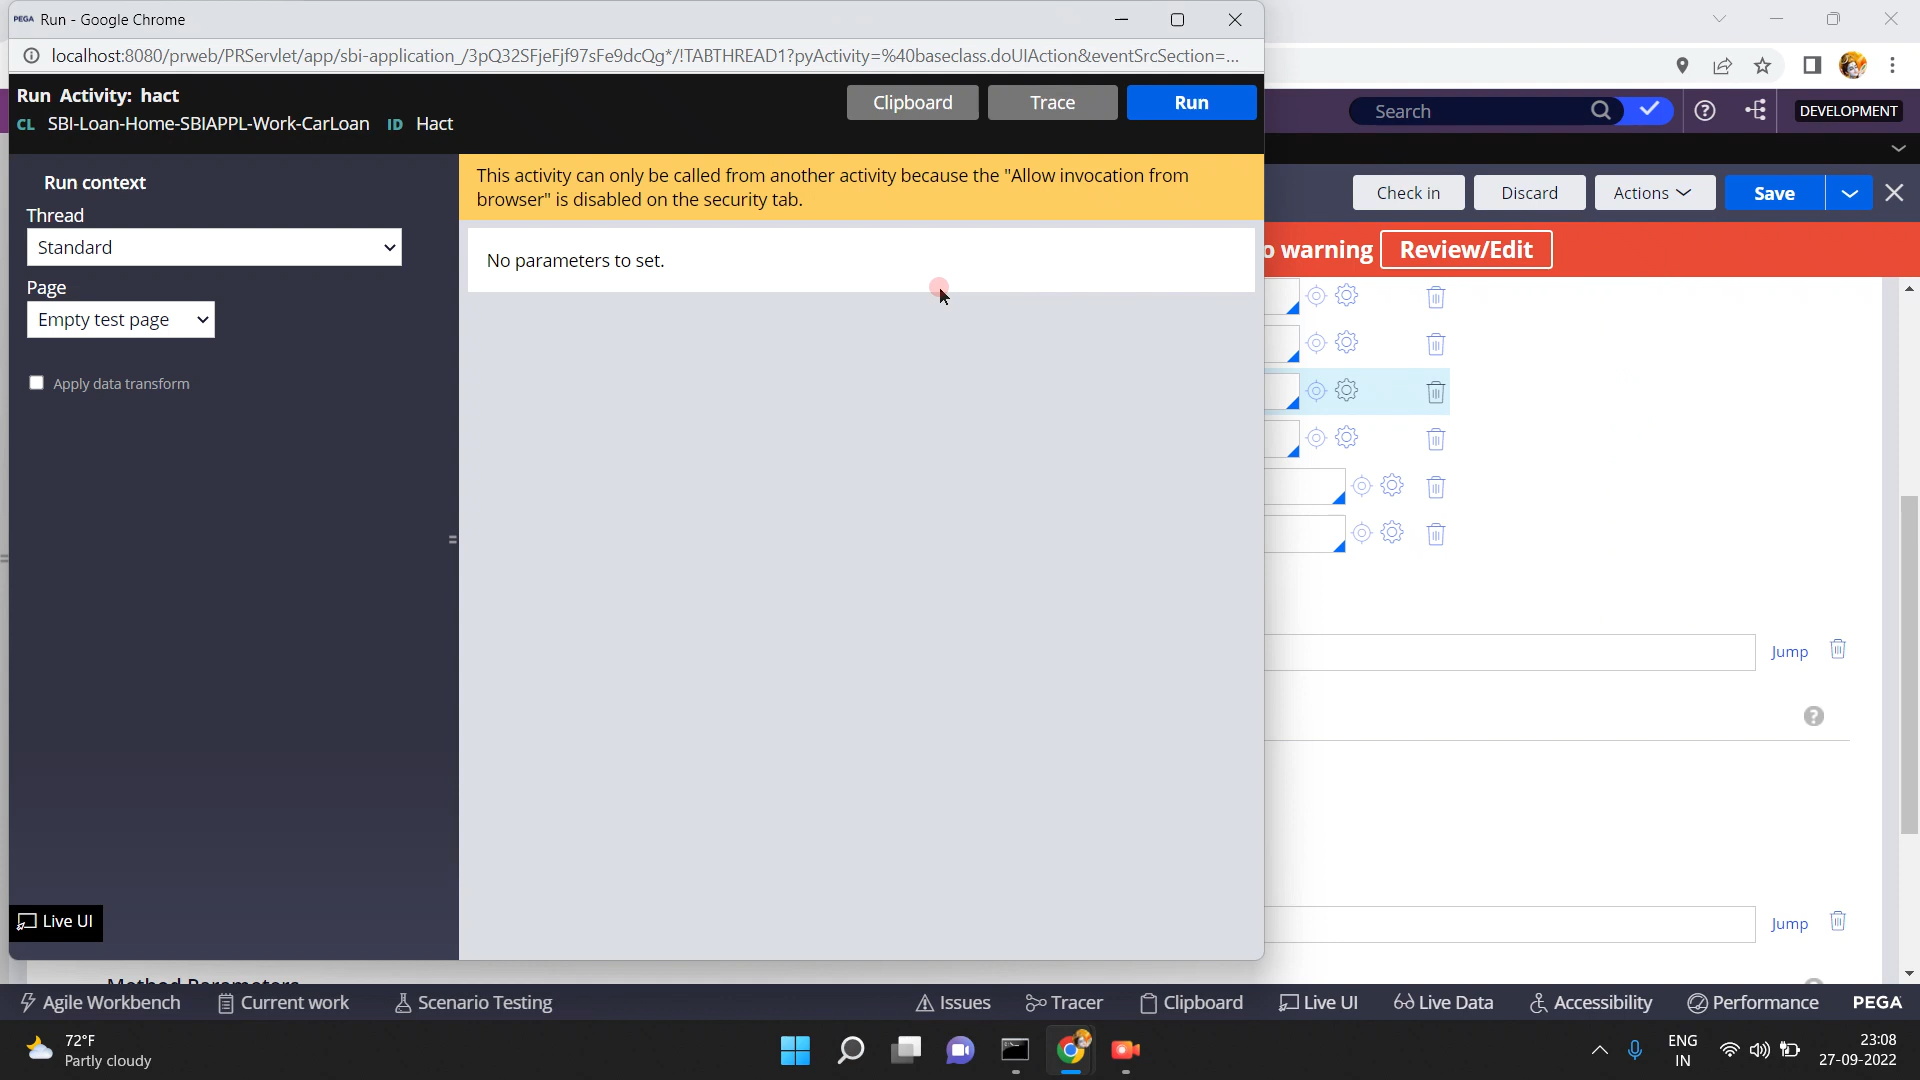 PEGA Run - Google Chrome
localhost:8080/prweb/PRServlet/app/sbi-application_/3pQ32SFjeFjf97sFe9dcQg*/!TABTHREAD1?pyActivity=%40baseclass.doUIAction&eventSrcSection=...
Run Activity: hact
CL SBI-Loan-Home-SBIAPPL-Work-CarLoan ID Hact
Clipboard
Trace
Run
Search
DEVELOPMENT
Run context
Thread
Standard
Page
Empty test page
Apply data transform
This activity can only be called from another activity because the "Allow invocation from
browser" is disabled on the security tab.
No parameters to set.
Check in
Discard
Actions
Save
o warning
Review/Edit
Jump
Jump
Live UI
Method Parameters
Agile Workbench
Current work
Scenario Testing
Issues
Tracer
Clipboard
Live UI
Live Data
Accessibility
Performance
PEGA
72°F
Partly cloudy
ENG
IN
23:08
27-09-2022